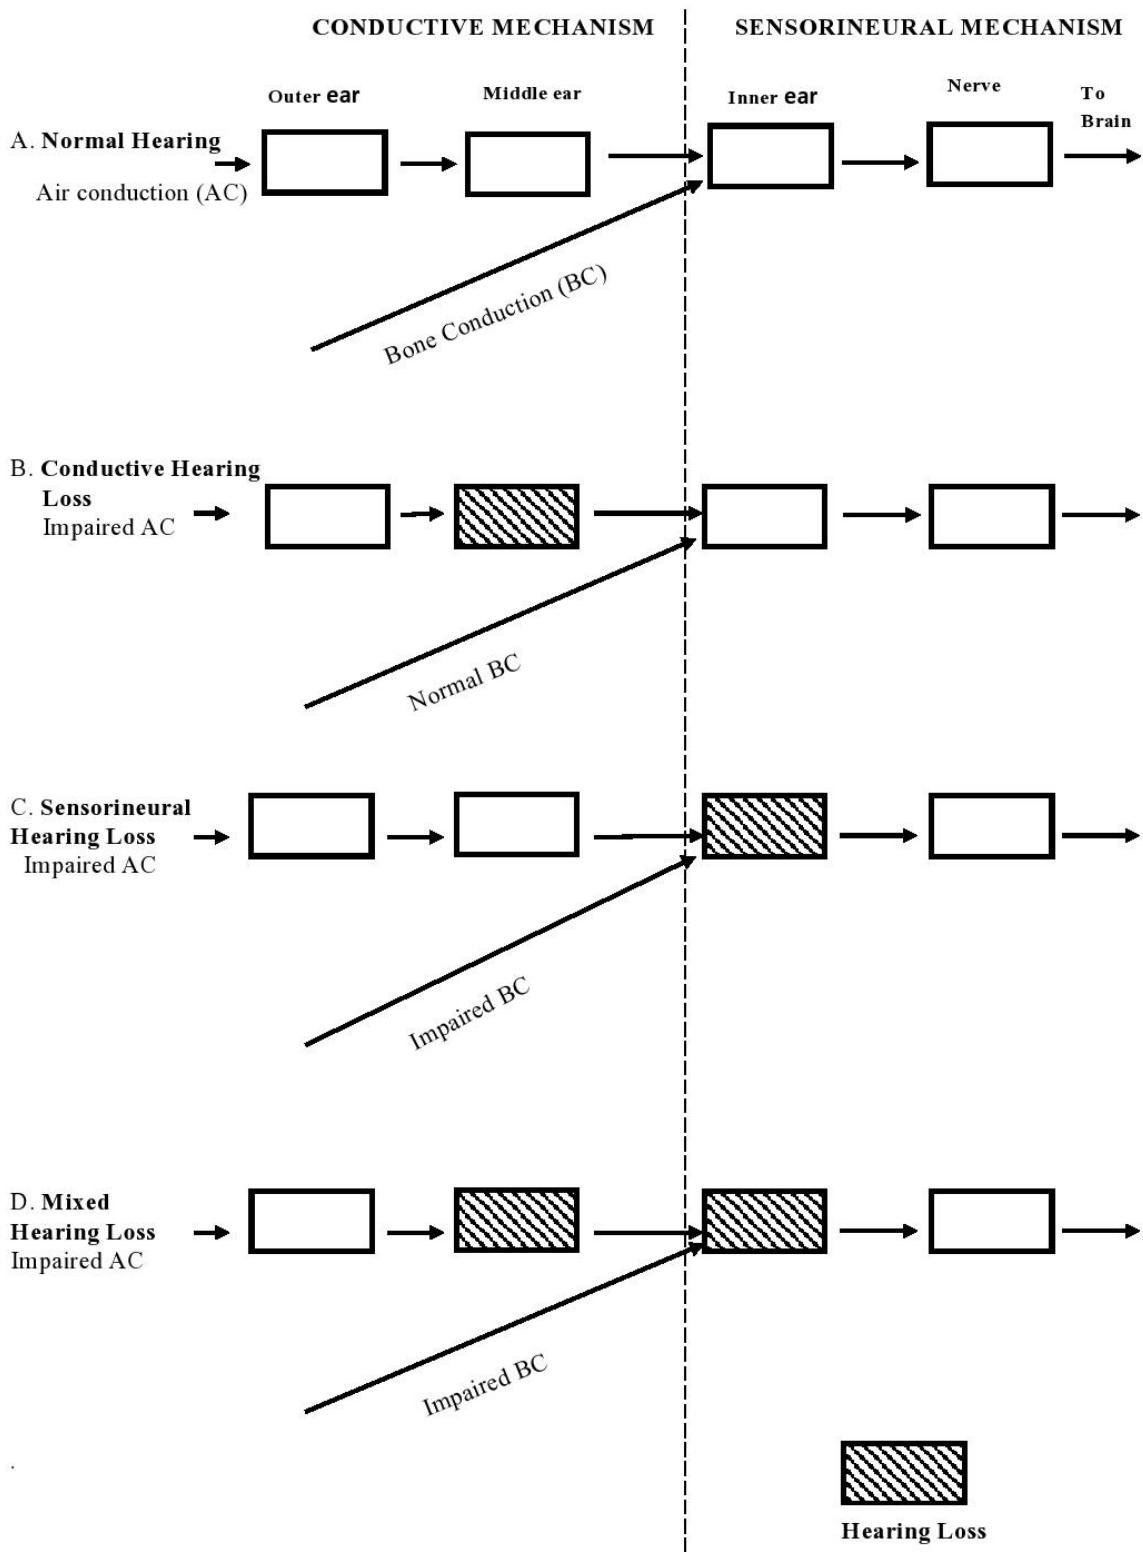 CONDUCTIVE MECHANISM
SENSORINEURAL MECHANISM
Outer ear
Middle ear
Inner ear
Nerve
To
Brain
A. Normal Hearing
Air conduction (AC)
Bone Conduction (BC)
B. Conductive Hearing
Loss
Impaired AC
Normal BC
C. Sensorineural
Hearing Loss
Impaired AC
Impaired BC
D. Mixed
Hearing Loss
Impaired AC
Impaired BC
.
Hearing Loss